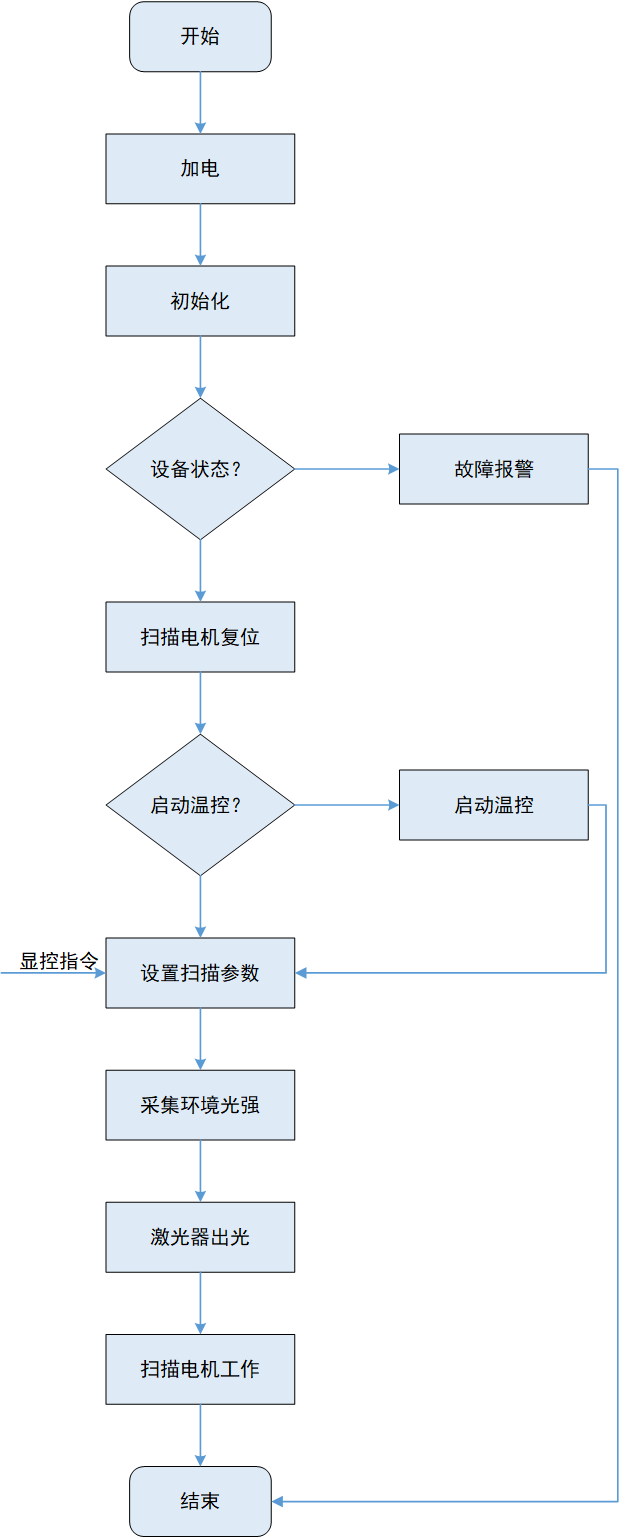 开始
加电
初始化
设备状态？
故障报警
扫描电机复位
启动温控？
启动温控
显控指令
设置扫描参数
采集环境光强
激光器出光
扫描电机工作
结束